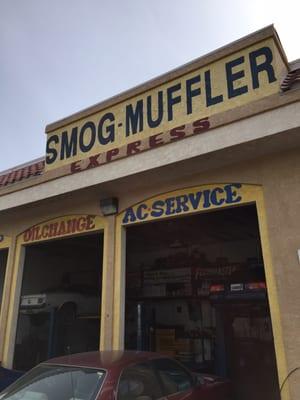 SMOG-MUFFLER
EXPRESS
OILCHANGE
AC SERVICE